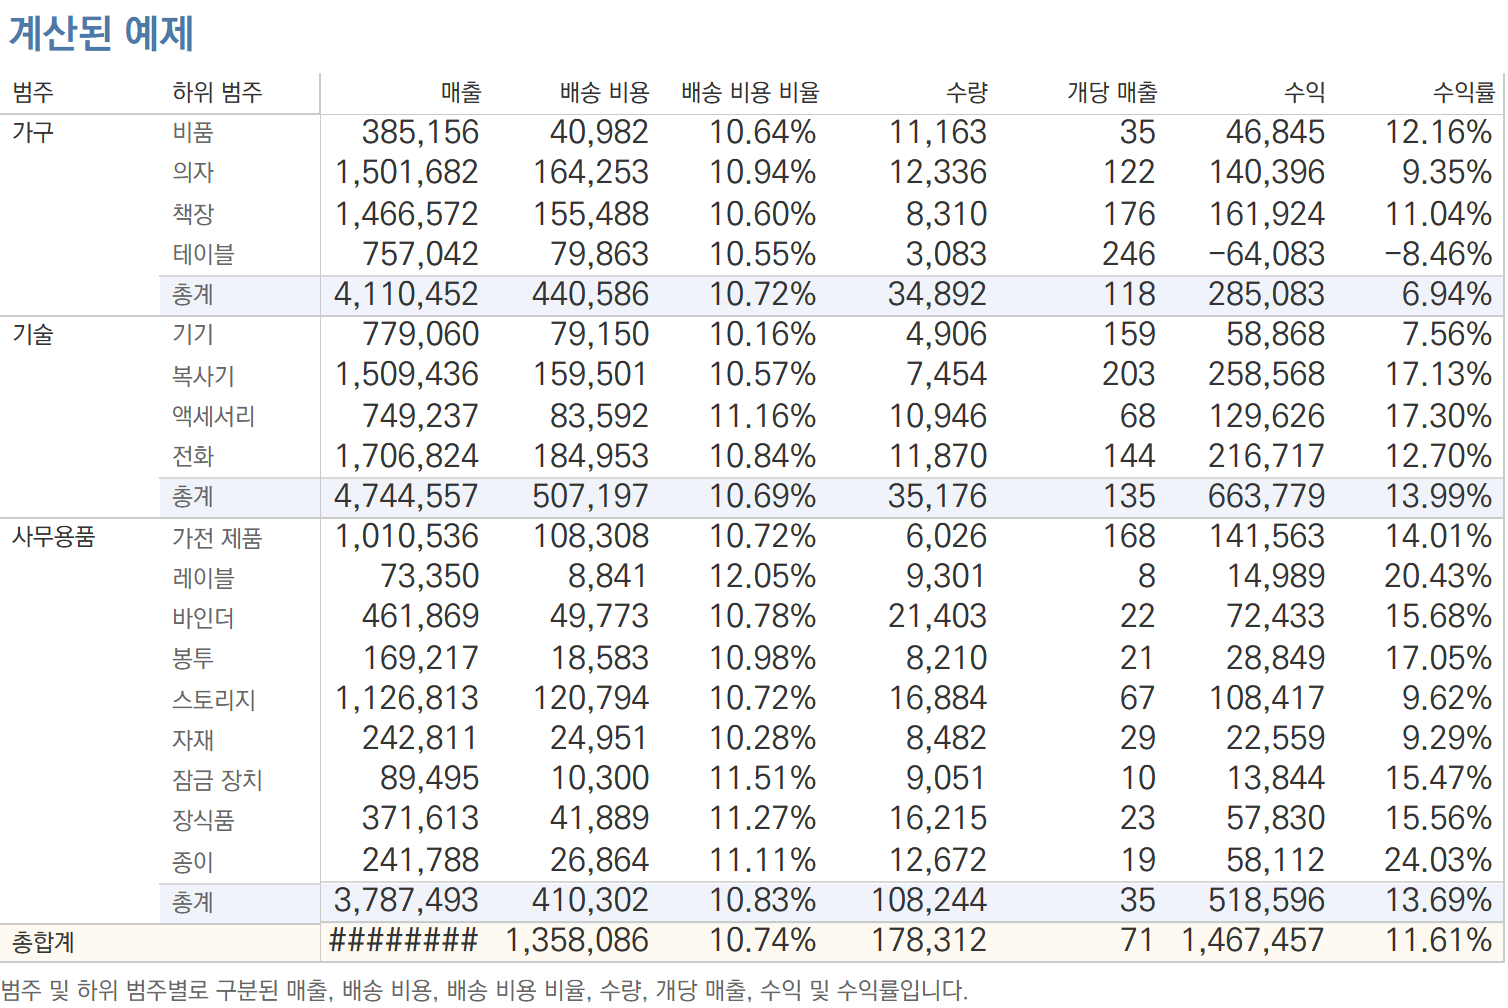 계산된 예제
범주 하위 범주 매출 배송 비용 배송 비용 비율 수량 개당 매출 수익 수익률
가구 비품 385,156 40,982 10.64% 11,163 35 46,845 12.16%
의자 1,501,682 164,253 10.94% 12,336 122 140,396 9.35%
책장 1,466,572 155,488 10.60% 8,310 176 161,924 11.04%
테이블 757,042 79,863 10.55% 3,083 246 −64,083 −8.46%
총계 4,110,452 440,586 10.72% 34,892 118 285,083 6.94%
기술 기기 779,060 79,150 10.16% 4,906 159 58,868 7.56%
복사기 1,509,436 159,501 10.57% 7,454 203 258,568 17.13%
액세서리 749,237 83,592 11.16% 10,946 68 129,626 17.30%
전화 1,706,824 184,953 10.84% 11,870 144 216,717 12.70%
총계 4,744,557 507,197 10.69% 35,176 135 663,779 13.99%
사무용품 가전 제품 1,010,536 108,308 10.72% 6,026 168 141,563 14.01%
레이블 73,350 8,841 12.05% 9,301 8 14,989 20.43%
바인더 461,869 49,773 10.78% 21,403 22 72,433 15.68%
봉투 169,217 18,583 10.98% 8,210 21 28,849 17.05%
스토리지 1,126,813 120,794 10.72% 16,884 67 108,417 9.62%
자재 242,811 24,951 10.28% 8,482 29 22,559 9.29%
잠금 장치 89,495 10,300 11.51% 9,051 10 13,844 15.47%
장식품 371,613 41,889 11.27% 16,215 23 57,830 15.56%
종이 241,788 26,864 11.11% 12,672 19 58,112 24.03%
총계 3,787,493 410,302 10.83% 108,244 35 518,596 13.69%
총합계 ######## 1,358,086 10.74% 178,312 71 1,467,457 11.61%
범주 및 하위 범주별로 구분된 매출, 배송 비용, 배송 비용 비율, 수량, 개당 매출, 수익 및 수익률입니다.